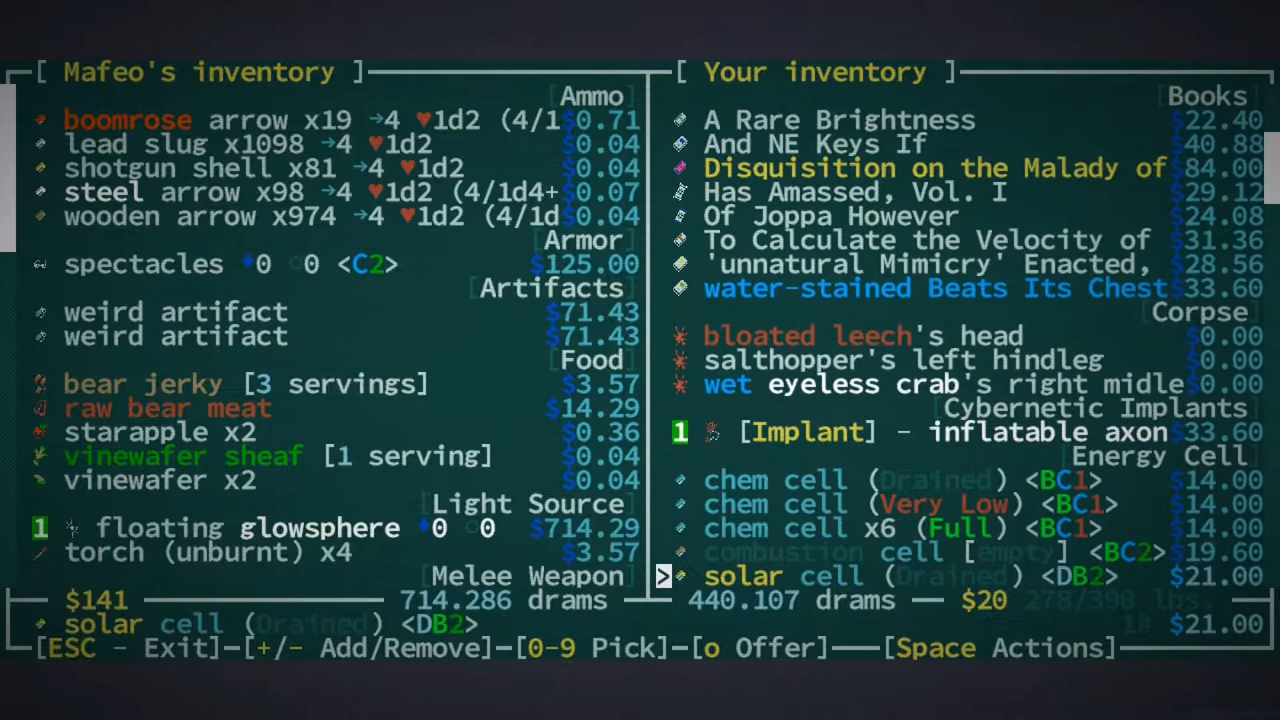 [ Mafeo's inventory ]
[Ammo]
boomrose arrow x19 →4 ♥1d2 (4/1 $0.71
lead slug x1098 →4 ♥1d2 $0.04
shotgun shell x81 →4 ♥1d2 $0.04
steel arrow x98 →4 ♥1d2 (4/1d4+ $0.07
wooden arrow x974 →4 ♥1d2 (4/1d $0.04
[Armor]
spectacles ♦0 ○0 <C2> $125.00
[Artifacts]
weird artifact $71.43
weird artifact $71.43
[Food]
bear jerky [3 servings] $3.57
raw bear meat $14.29
starapple x2 $0.36
vinewafer sheaf [1 serving] $0.04
vinewafer x2 $0.04
[Light Source]
1 floating glowsphere ♦0 ○0 $714.29
torch (unburnt) x4 $3.57
[Melee Weapon]
[ Your inventory ]
[Books]
A Rare Brightness $22.40
And NE Keys If $40.88
Disquisition on the Malady of $84.00
Has Amassed, Vol. I $29.12
Of Joppa However $24.08
To Calculate the Velocity of $31.36
'unnatural Mimicry' Enacted, $28.56
water-stained Beats Its Chest $33.60
[Corpse]
bloated leech's head $0.00
salthopper's left hindleg $0.00
wet eyeless crab's right midle $0.00
[Cybernetic Implants]
1 [Implant] - inflatable axon $33.60
[Energy Cell]
chem cell (Drained) <BC1> $14.00
chem cell (Very Low) <BC1> $14.00
chem cell x6 (Full) <BC1> $14.00
combustion cell [empty] <BC2> $19.60
> solar cell (Drained) <DB2> $21.00
$141 714.286 drams 440.107 drams $20 278/390 lbs.
solar cell (Drained) <DB2> 1# $21.00
[ESC - Exit] [+/- Add/Remove] [0-9 Pick] [o Offer] [Space Actions]